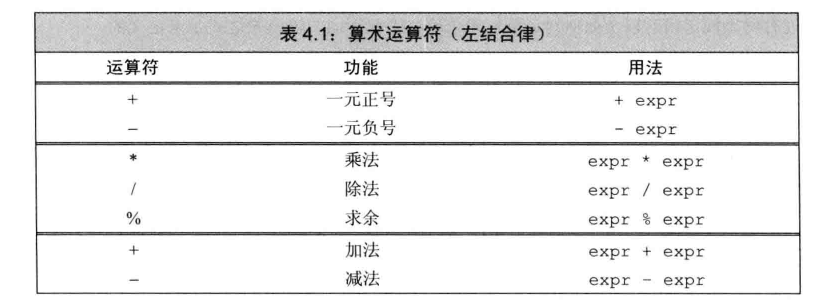 表 4.1：算术运算符（左结合律）
运算符 功能 用法
+ 一元正号 + expr
− 一元负号 - expr
* 乘法 expr * expr
/ 除法 expr / expr
% 求余 expr % expr
+ 加法 expr + expr
− 减法 expr - expr